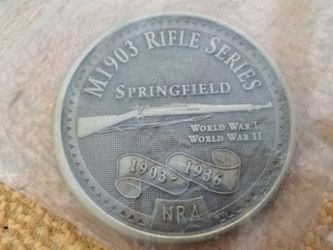 M1903 RIFLE SERIES
SPRINGFIELD
WORLD WAR I
WORLD WAR II
1903-1936
NRA